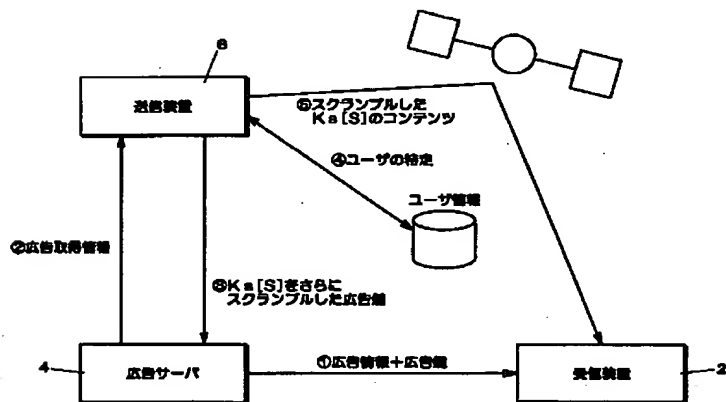 6
送信装置
⑤スクランブルした
Ka[S]のコンテンツ
④ユーザの特定
ユーザ情報
②広告取得情報
③Ka[S]をさらに
スクランブルした広告鍵
4
広告サーバ
①広告情報+広告鍵
受信装置
2